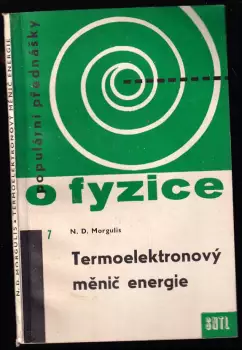 populární přednášky
o fyzice
7
N. D. Morgulis
Termoelektronový
měnič energie
SNTL
N. D. MORGULIS • TERMOELEKTRONOVÝ MĚNIČ ENERGIE